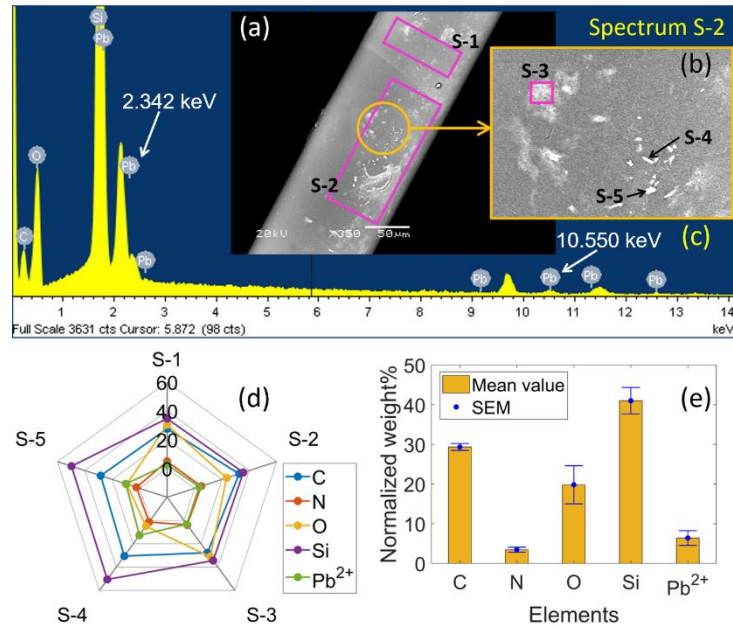 (a)
Spectrum S-2
Si
Pb
S-1
(b)
S-3
2.342 keV
O
Pb
S-4
S-2
S-5
C
Pb
20kV X350 50µm
10.550 keV
(c)
Pb Pb Pb Pb
1 2 3 4 5 6 7 8 9 10 11 12 13 14
Full Scale 3631 cts Cursor: 5.872 (98 cts)
keV
S-1
60
40
20
0
(d)
S-5
S-2
S-4
S-3
C
N
O
Si
Pb2+
50
40
30
20
10
0
Normalized weight%
Mean value
SEM
(e)
C N O Si Pb2+
Elements